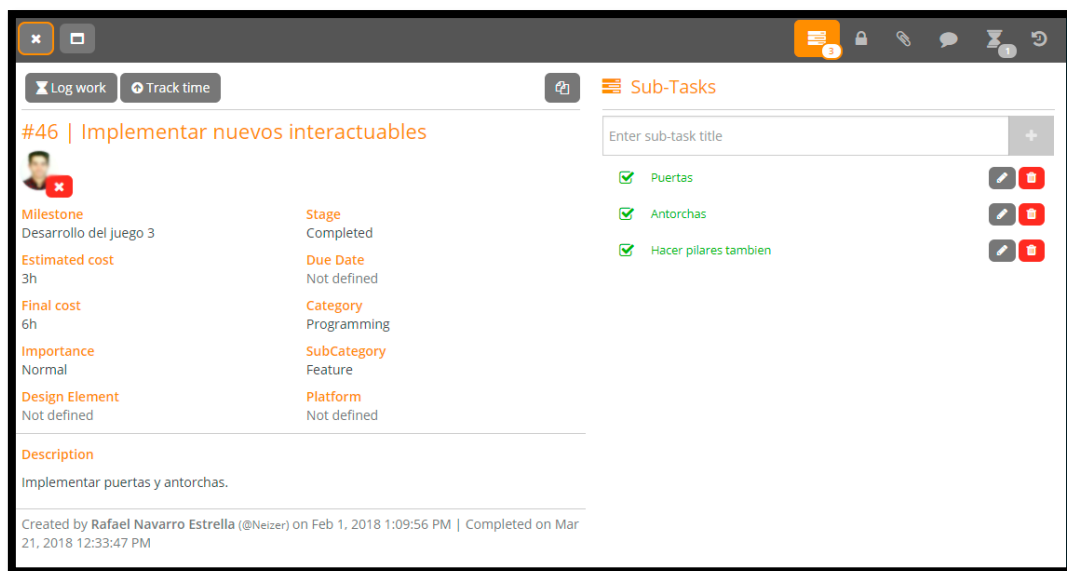 3
1
Log work
Track time
#46 | Implementar nuevos interactuables
Milestone
Desarrollo del juego 3
Stage
Completed
Estimated cost
3h
Due Date
Not defined
Final cost
6h
Category
Programming
Importance
Normal
SubCategory
Feature
Design Element
Not defined
Platform
Not defined
Description
Implementar puertas y antorchas.
Created by Rafael Navarro Estrella (@Neizer) on Feb 1, 2018 1:09:56 PM | Completed on Mar
21, 2018 12:33:47 PM
Sub-Tasks
Enter sub-task title
Puertas
Antorchas
Hacer pilares tambien